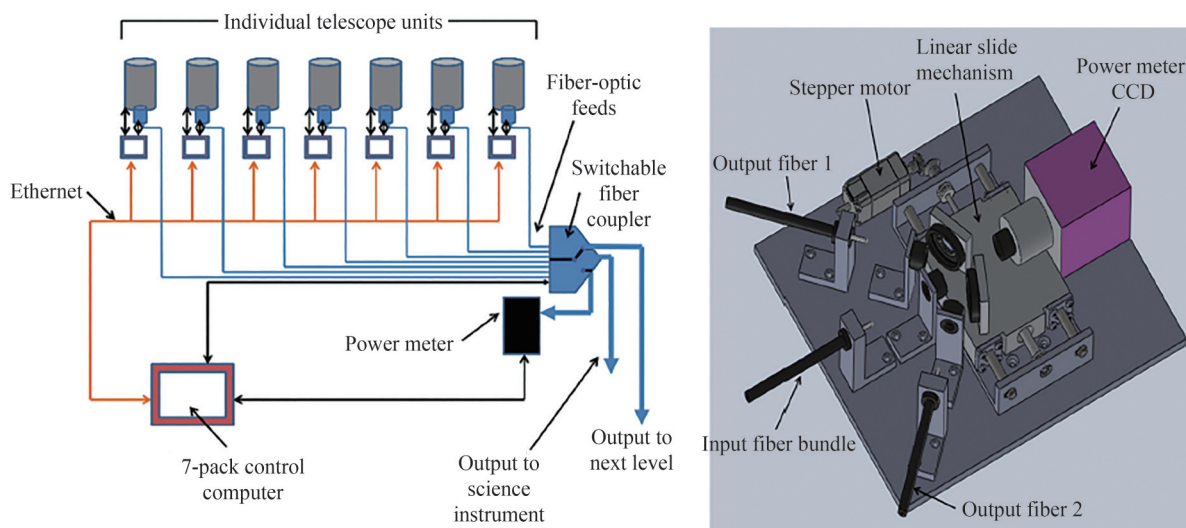 Individual telescope units
Fiber-optic
feeds
Switchable
fiber
coupler
Ethernet
Power meter
7-pack control
computer
Output to
science
instrument
Output to
next level
Linear slide
mechanism
Power meter
CCD
Stepper motor
Output fiber 1
Input fiber bundle
Output fiber 2